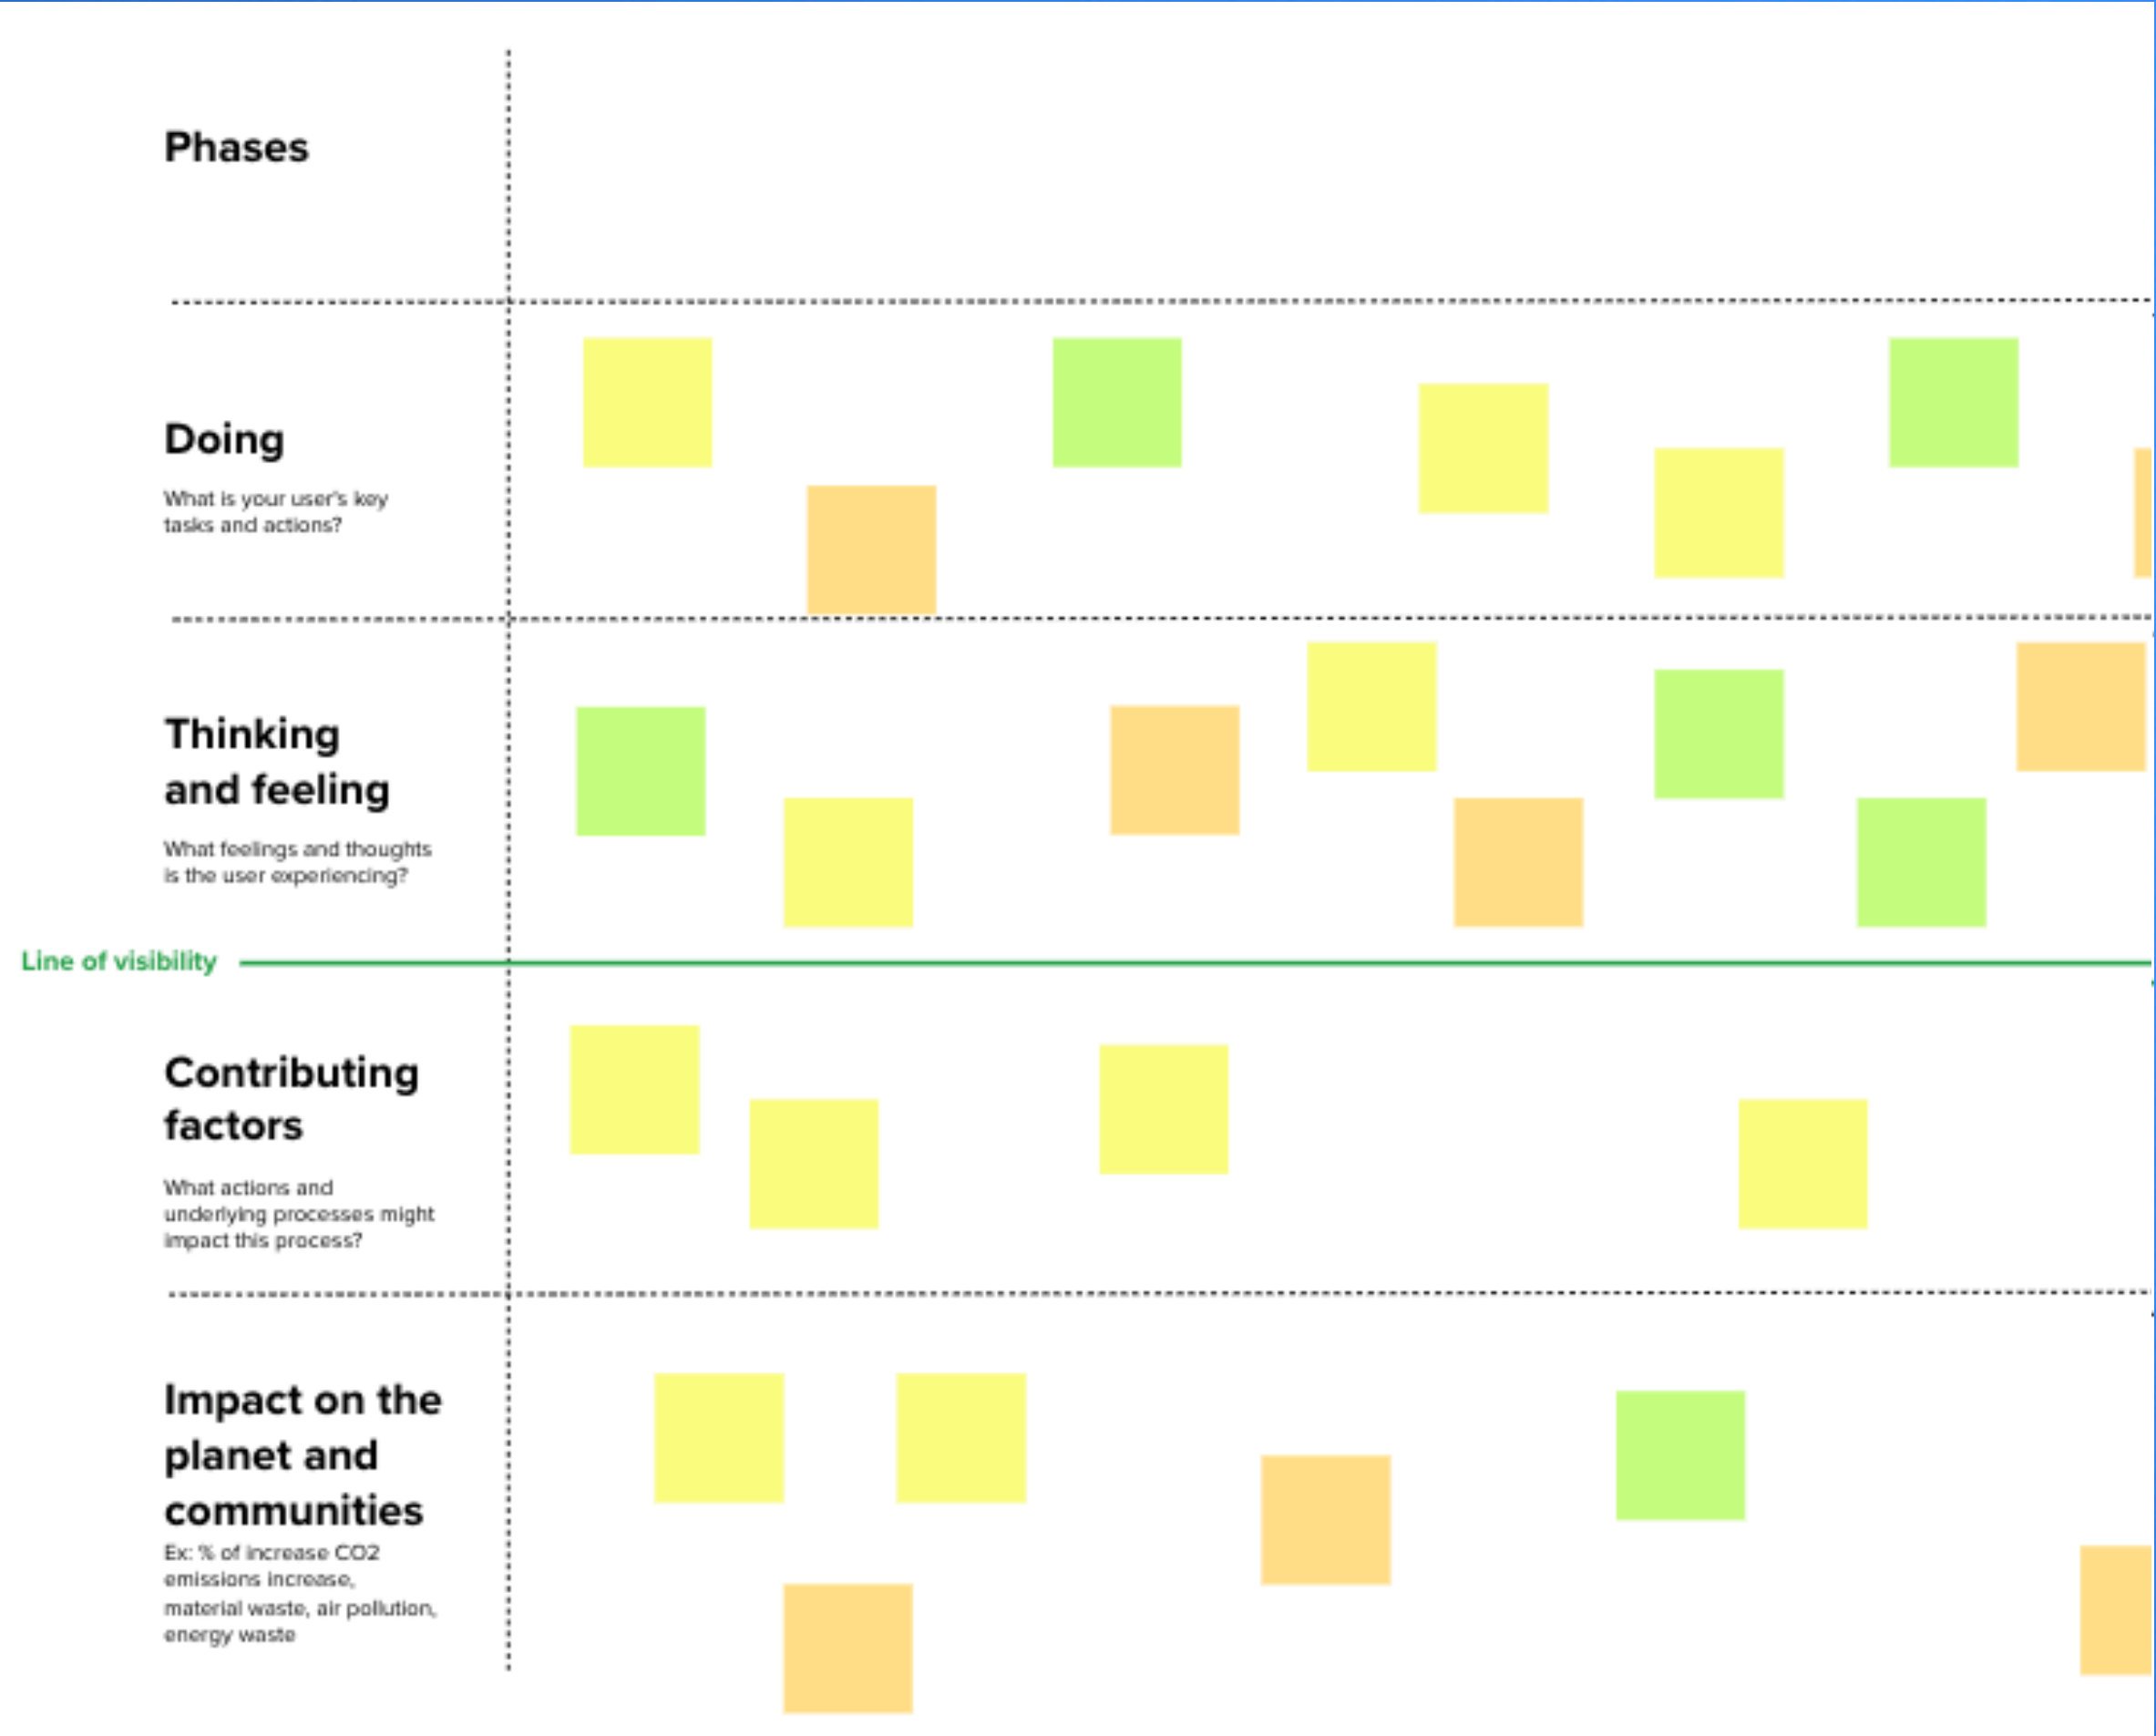 Phases
Doing
What is your user's key
tasks and actions?
Thinking
and feeling
What feelings and thoughts
is the user experiencing?
Line of visibility
Contributing
factors
What actions and
underlying processes might
impact this process?
Impact on the
planet and
communities
Ex: % of increase CO2
emissions increase,
material waste, air pollution,
energy waste